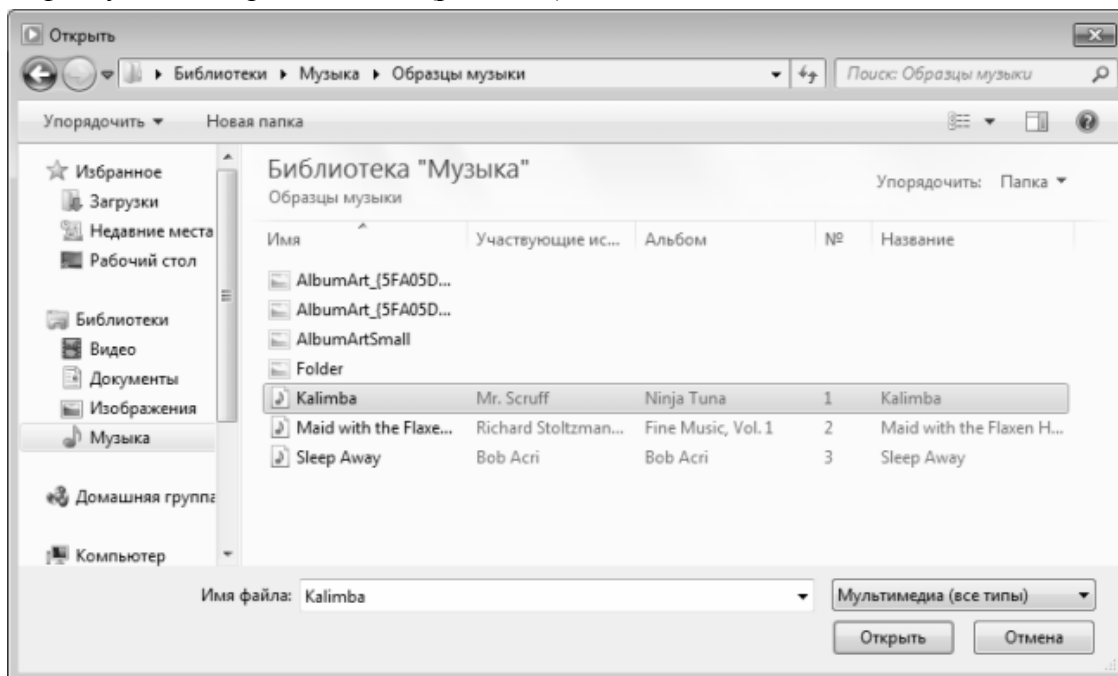 Открыть
Библиотеки ▸ Музыка ▸ Образцы музыки
Поиск: Образцы музыки
Упорядочить ▾ Новая папка
Избранное
Загрузки
Недавние места
Рабочий стол
Библиотеки
Видео
Документы
Изображения
Музыка
Домашняя группа
Компьютер
Библиотека "Музыка"
Образцы музыки
Упорядочить: Папка ▾
Имя Участвующие ис... Альбом № Название
AlbumArt_{5FA05D...
AlbumArt_{5FA05D...
AlbumArtSmall
Folder
Kalimba Mr. Scruff Ninja Tuna 1 Kalimba
Maid with the Flaxe... Richard Stoltzman... Fine Music, Vol. 1 2 Maid with the Flaxen H...
Sleep Away Bob Acri Bob Acri 3 Sleep Away
Имя файла: Kalimba
Мультимедиа (все типы)
Открыть Отмена